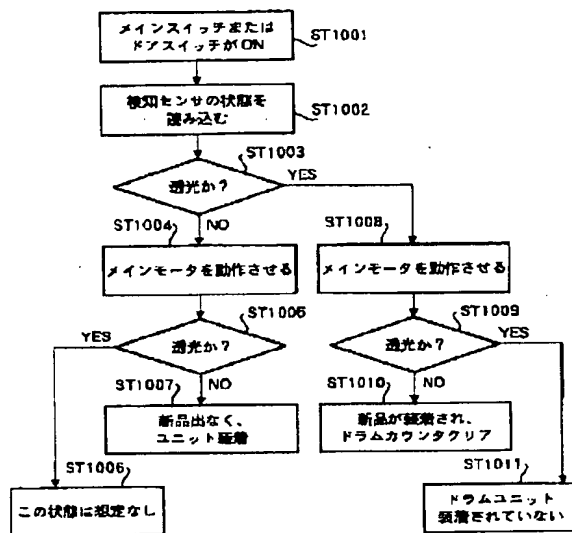 メインスイッチまたは
ドアスイッチがON
ST1001
検知センサの状態を
読み込む
ST1002
ST1003
透光か?
YES
NO
ST1004
メインモータを動作させる
ST1008
メインモータを動作させる
ST1005
透光か?
YES
NO
ST1009
透光か?
YES
NO
ST1007
新品出なく、
ユニット装着
ST1010
新品が装着され、
ドラムカウンタクリア
ST1006
この状態は想定なし
ST1011
ドラムユニット
装着されていない